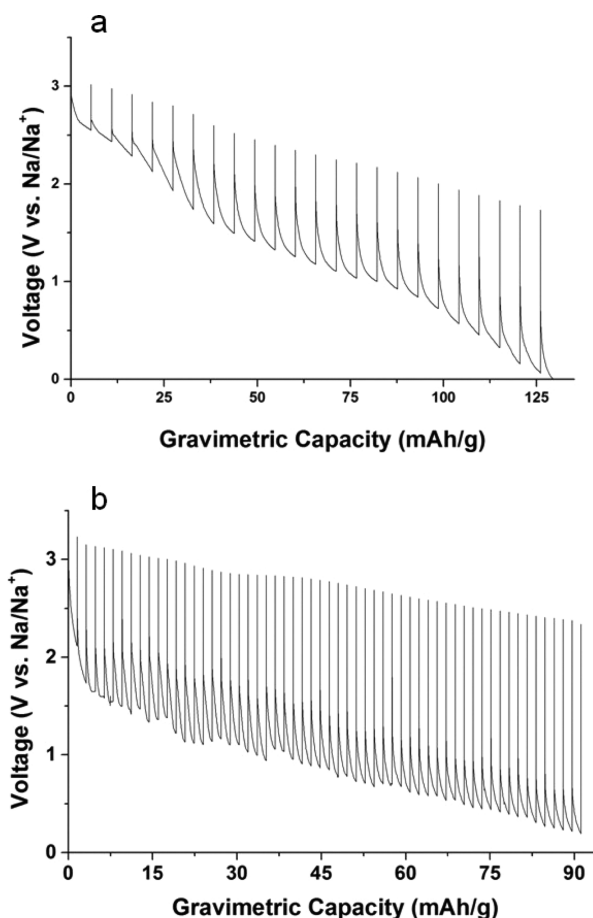 a
3
2
1
0
Voltage (V vs. Na/Na⁺)
0 25 50 75 100 125
Gravimetric Capacity (mAh/g)
b
3
2
1
0
Voltage (V vs. Na/Na⁺)
0 15 30 45 60 75 90
Gravimetric Capacity (mAh/g)